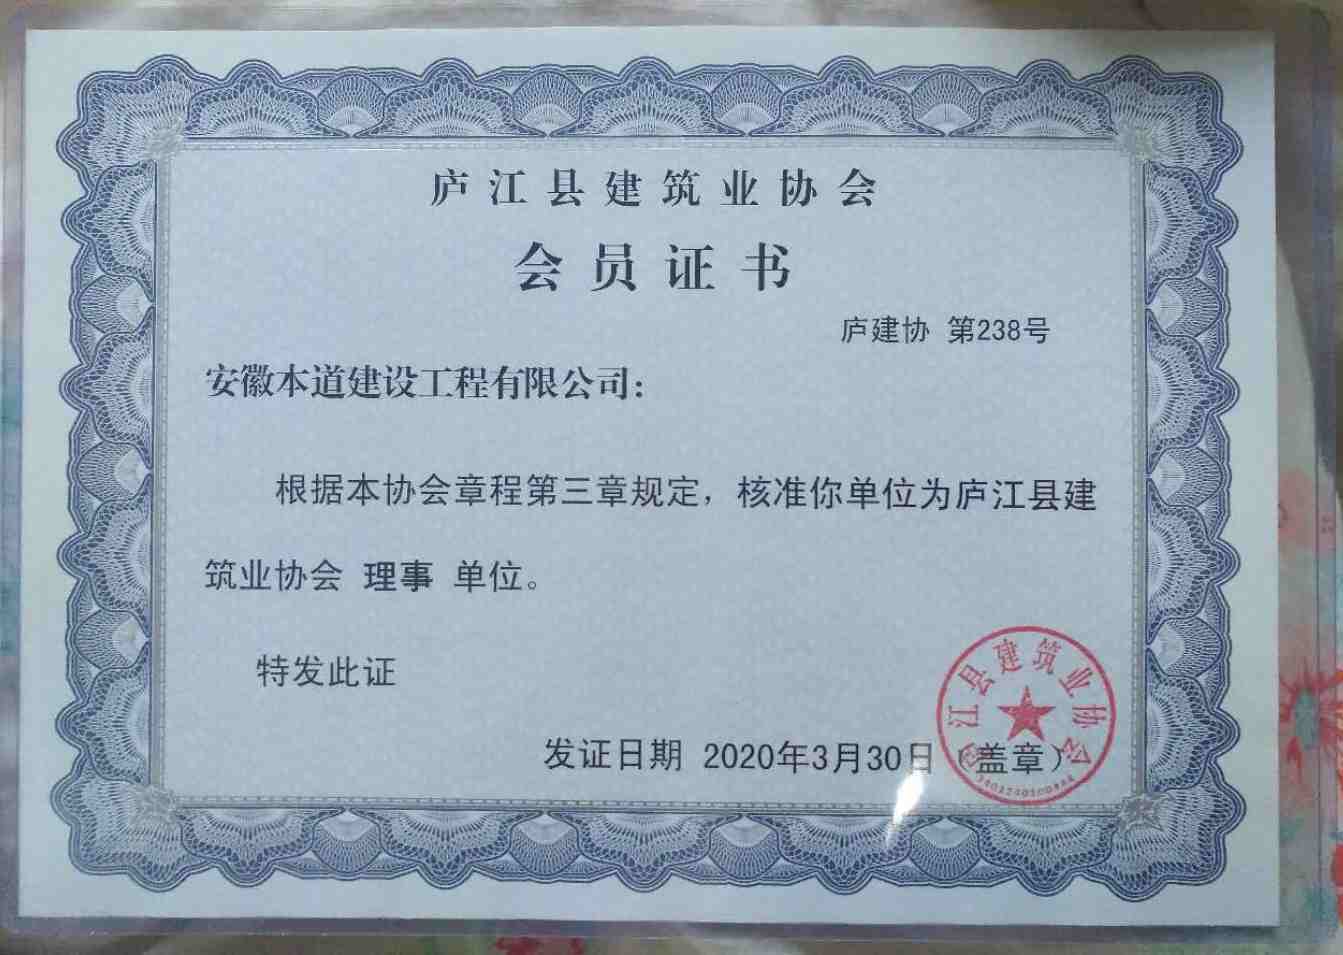 庐江县建筑业协会
会员证书
庐建协 第238号
安徽本道建设工程有限公司：
根据本协会章程第三章规定，核准你单位为庐江县建
筑业协会 理事 单位。
特发此证
发证日期 2020年3月30日（盖章）
庐江县建筑业协会